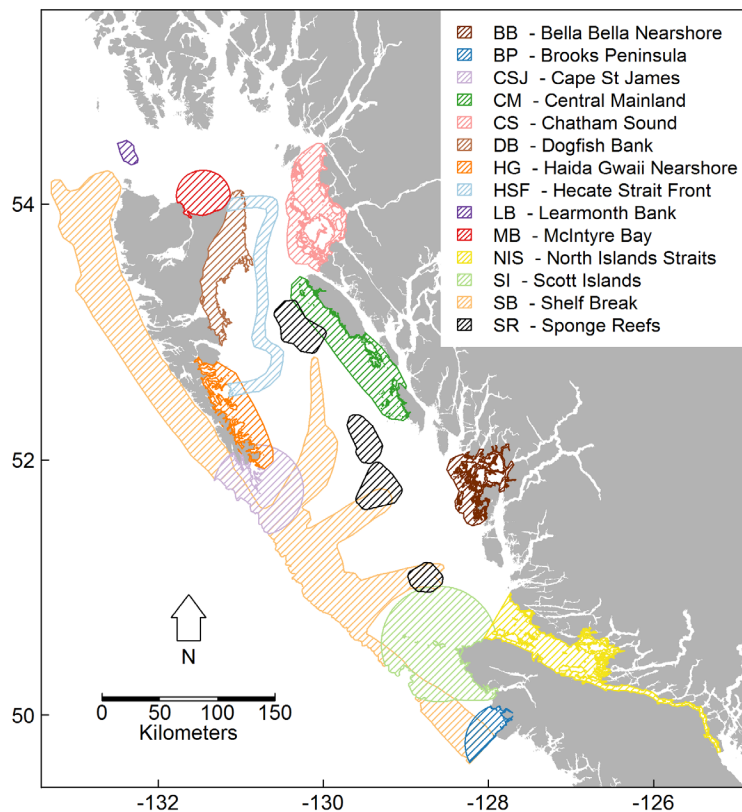 BB - Bella Bella Nearshore
BP - Brooks Peninsula
CSJ - Cape St James
CM - Central Mainland
CS - Chatham Sound
DB - Dogfish Bank
HG - Haida Gwaii Nearshore
HSF - Hecate Strait Front
LB - Learmonth Bank
MB - McIntyre Bay
NIS - North Islands Straits
SI - Scott Islands
SB - Shelf Break
SR - Sponge Reefs
54
52
50
N
0 50 100 150
Kilometers
-132 -130 -128 -126